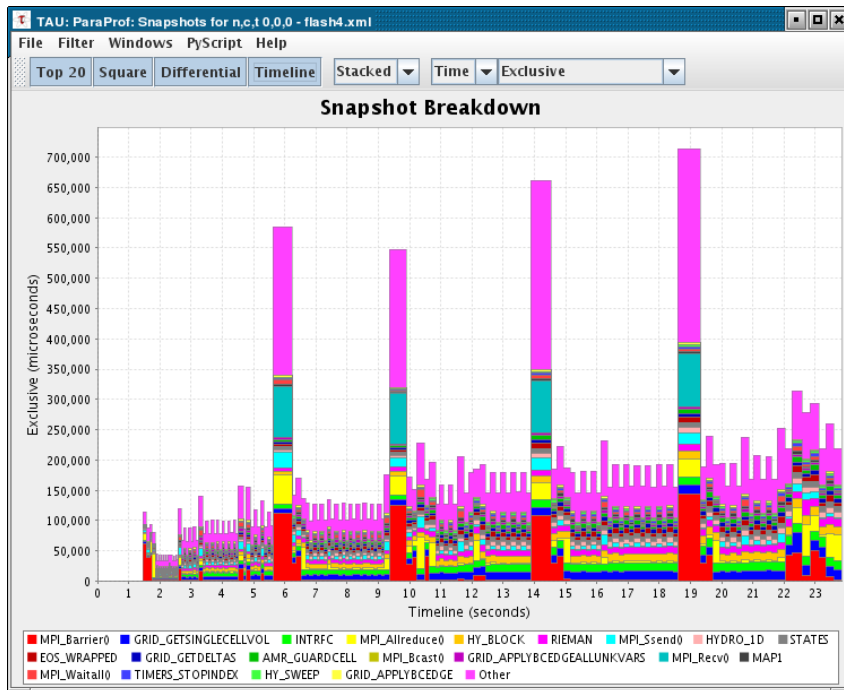 TAU: ParaProf: Snapshots for n,c,t 0,0,0 - flash4.xml
File Filter Windows PyScript Help
Top 20 Square Differential Timeline Stacked Time Exclusive
Snapshot Breakdown
700,000
650,000
600,000
550,000
500,000
450,000
400,000
350,000
300,000
250,000
200,000
150,000
100,000
50,000
0
Exclusive (microseconds)
0 1 2 3 4 5 6 7 8 9 10 11 12 13 14 15 16 17 18 19 20 21 22 23
Timeline (seconds)
MPI_Barrier() GRID_GETSINGLECELLVOL INTRFC MPI_Allreduce() HY_BLOCK RIEMAN MPI_Ssend() HYDRO_1D STATES
EOS_WRAPPED GRID_GETDELTAS AMR_GUARDCELL MPI_Bcast() GRID_APPLYBCEDGEALLUNKVARS MPI_Recv() MAP1
MPI_Waitall() TIMERS_STOPINDEX HY_SWEEP GRID_APPLYBCEDGE Other